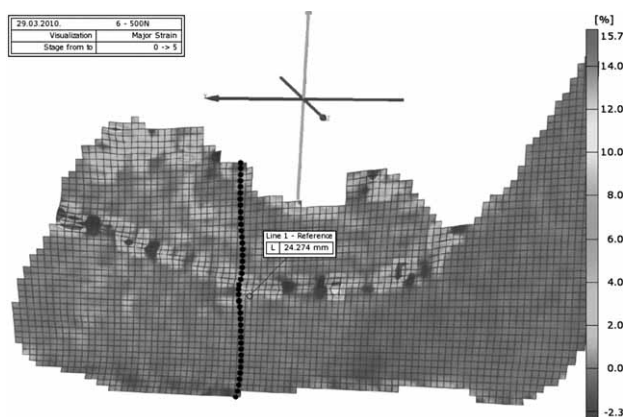 29.03.2010. 6 - 500N
Visualization Major Strain
Stage from to 0 -> 5
[%]
15.7
14.0
12.0
10.0
8.0
6.0
4.0
2.0
0.0
-2.3
Line 1 - Reference
L 24.274 mm